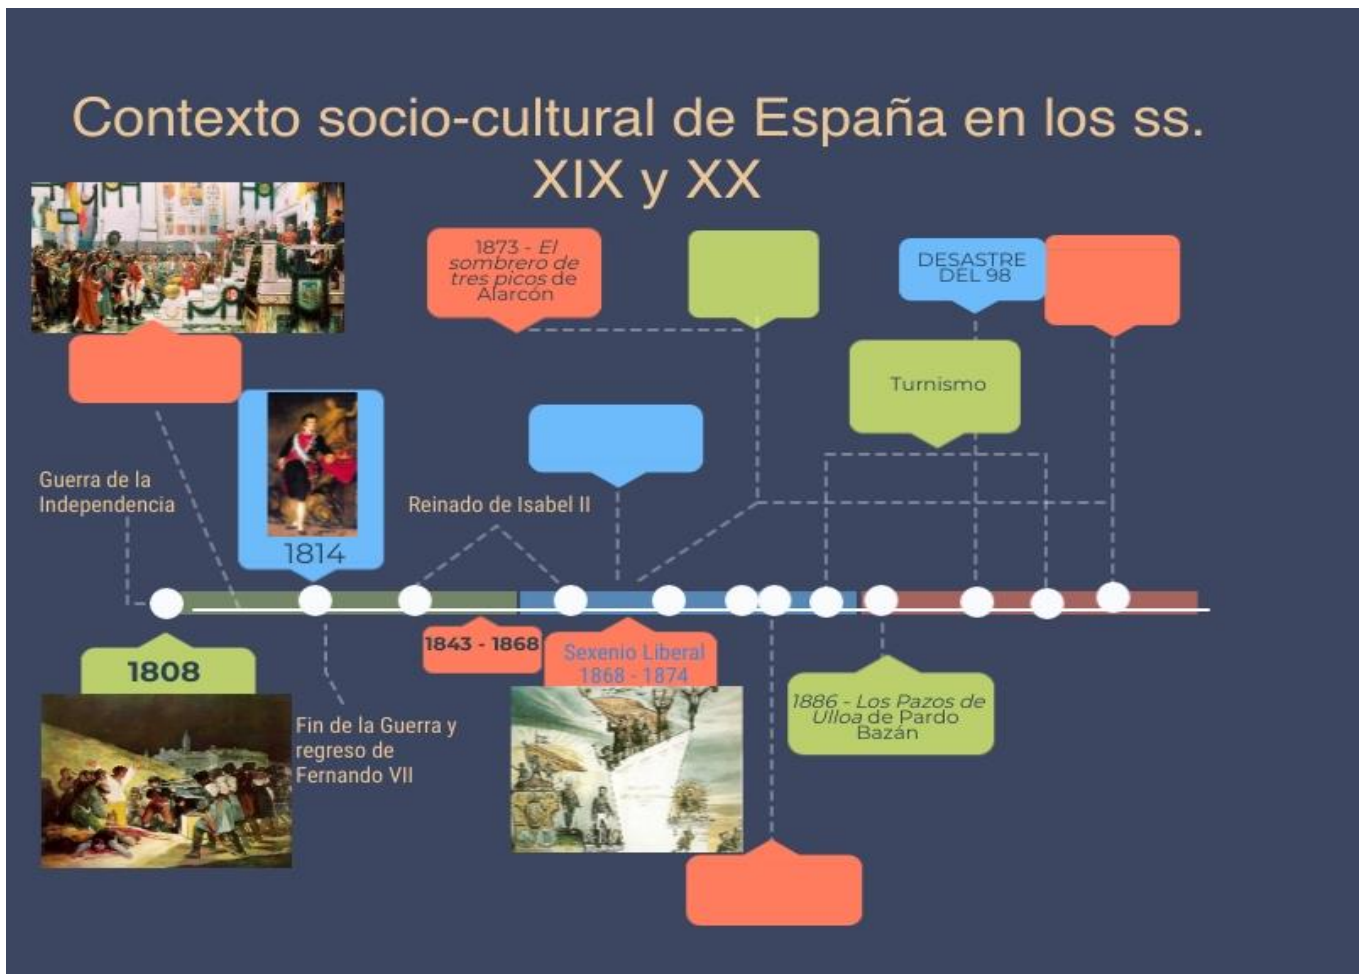 Contexto socio-cultural de España en los ss.
XIX y XX
1873 - El
sombrero de
tres picos de
Alarcón
DESASTRE
DEL 98
Turnismo
Guerra de la
Independencia
1814
Reinado de Isabel II
1808
1843 - 1868
Sexenio Liberal
1868 - 1874
Fin de la Guerra y
regreso de
Fernando VII
1886 - Los Pazos de
Ulloa de Pardo
Bazán